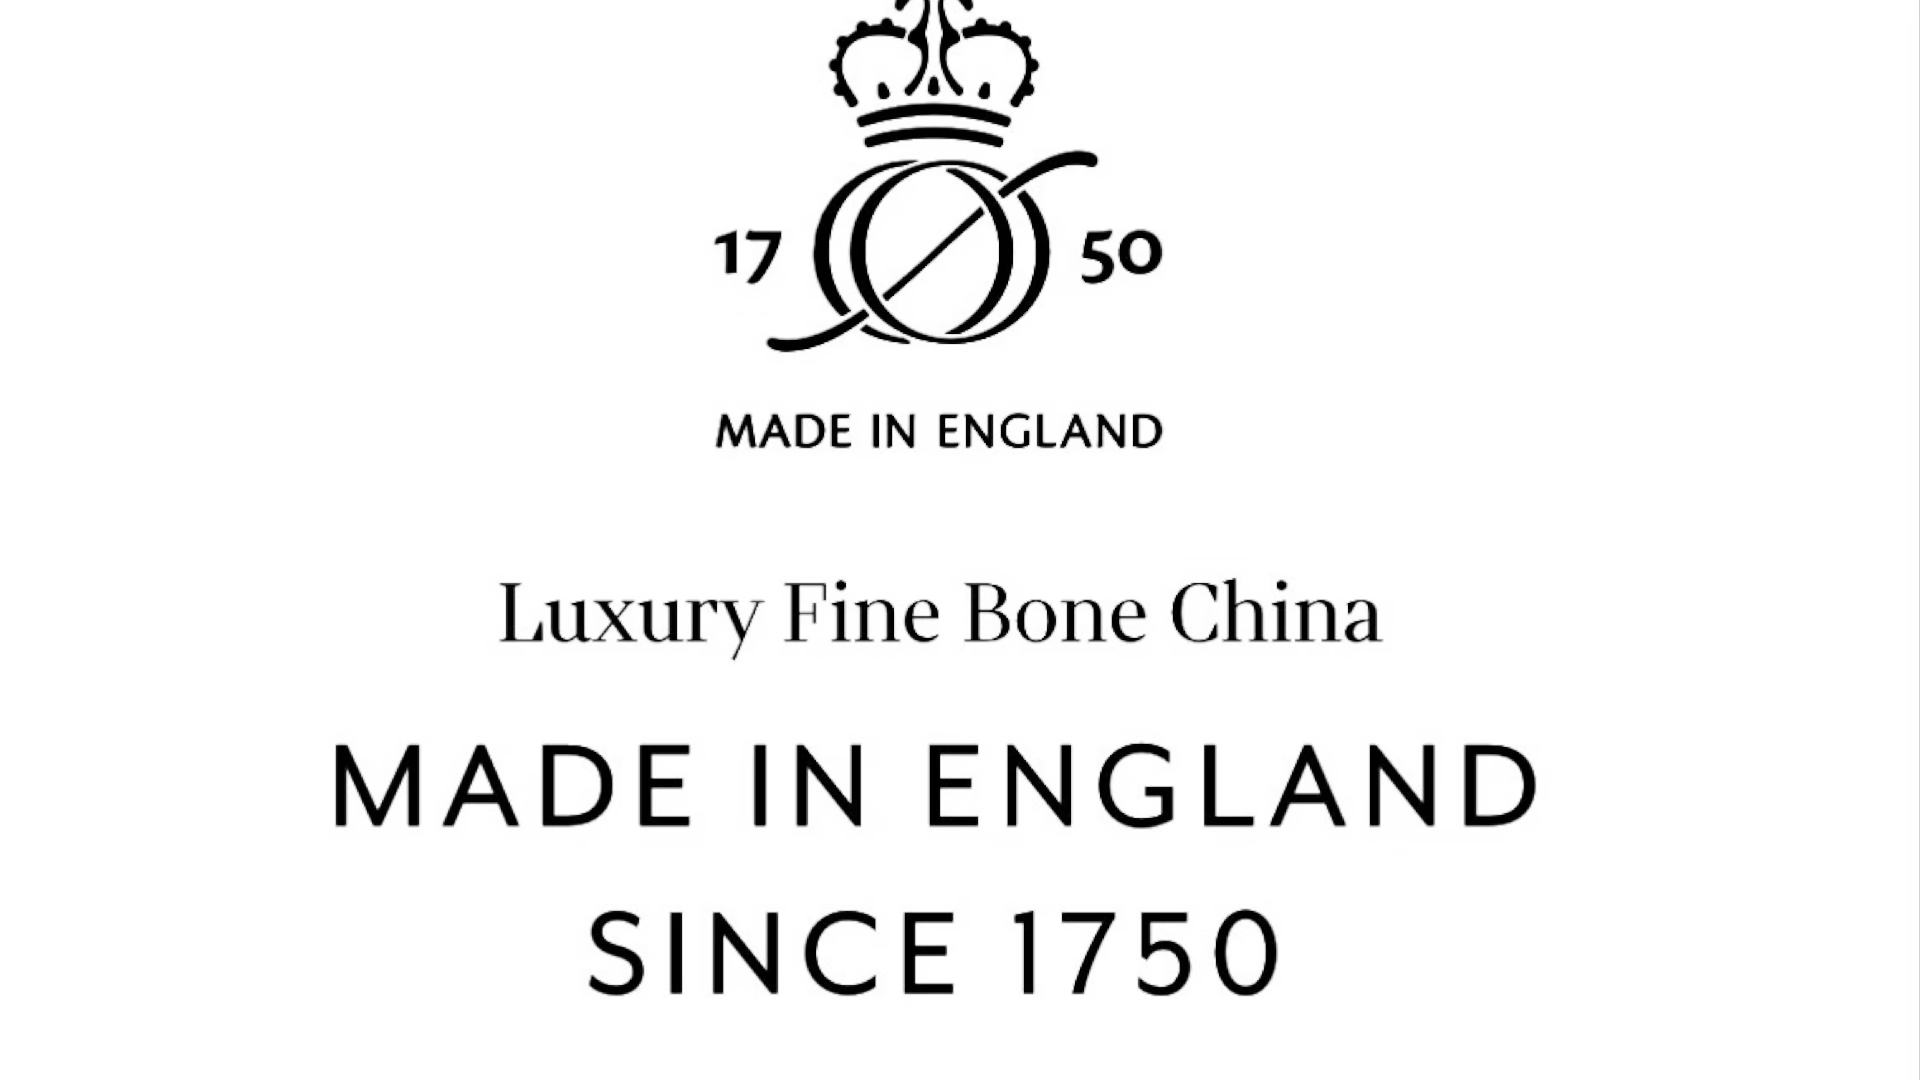 17 50
MADE IN ENGLAND
Luxury Fine Bone China
MADE IN ENGLAND
SINCE 1750